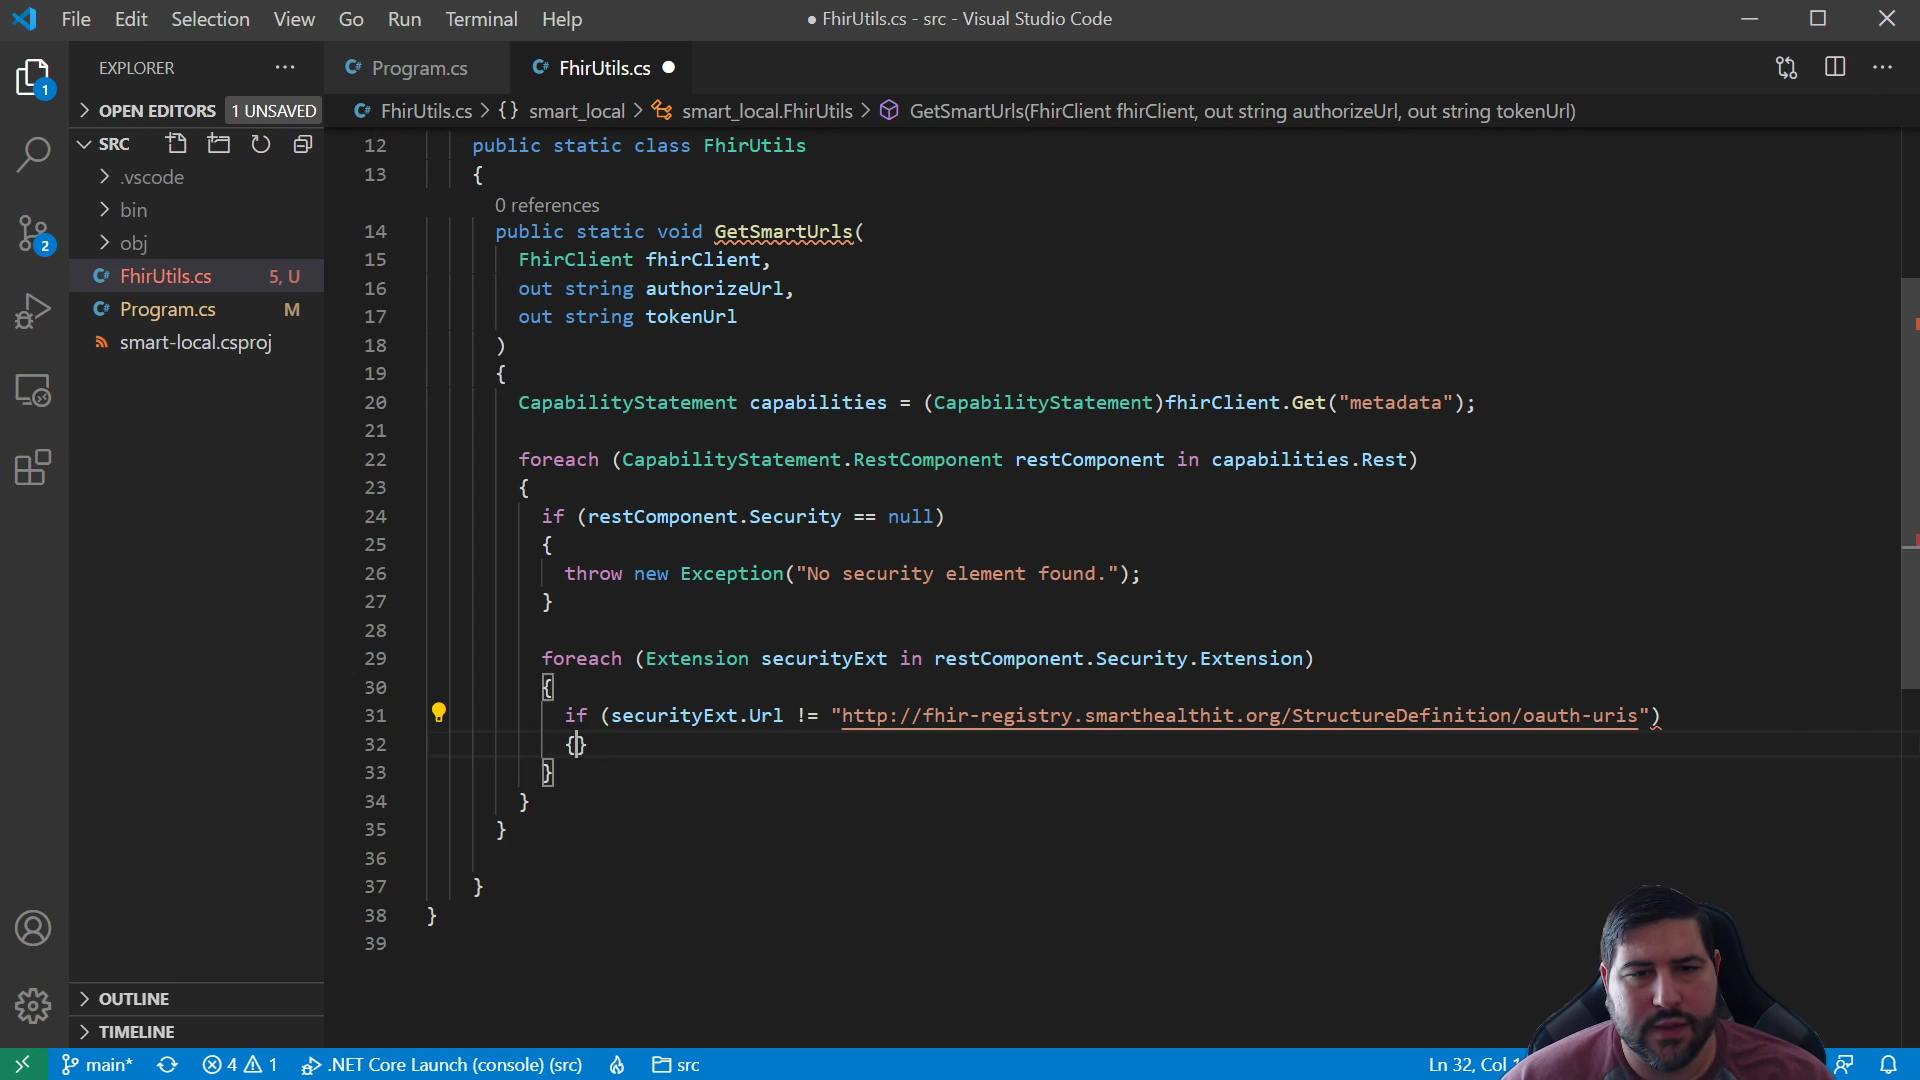 File Edit Selection View Go Run Terminal Help
● FhirUtils.cs - src - Visual Studio Code
EXPLORER ···
C# Program.cs
C# FhirUtils.cs ●
1
OPEN EDITORS 1 UNSAVED
C# FhirUtils.cs > {} smart_local > smart_local.FhirUtils > GetSmartUrls(FhirClient fhirClient, out string authorizeUrl, out string tokenUrl)
SRC
.vscode
bin
obj
2
C# FhirUtils.cs 5, U
C# Program.cs M
smart-local.csproj
12 public static class FhirUtils
13 {
0 references
14 public static void GetSmartUrls(
15 FhirClient fhirClient,
16 out string authorizeUrl,
17 out string tokenUrl
18 )
19 {
20 CapabilityStatement capabilities = (CapabilityStatement)fhirClient.Get("metadata");
21
22 foreach (CapabilityStatement.RestComponent restComponent in capabilities.Rest)
23 {
24 if (restComponent.Security == null)
25 {
26 throw new Exception("No security element found.");
27 }
28
29 foreach (Extension securityExt in restComponent.Security.Extension)
30 {
31 if (securityExt.Url != "http://fhir-registry.smarthealthit.org/StructureDefinition/oauth-uris")
32 {}
33 }
34 }
35 }
36
37 }
38 }
39
OUTLINE
TIMELINE
main* 4 1 .NET Core Launch (console) (src) src Ln 32, Col